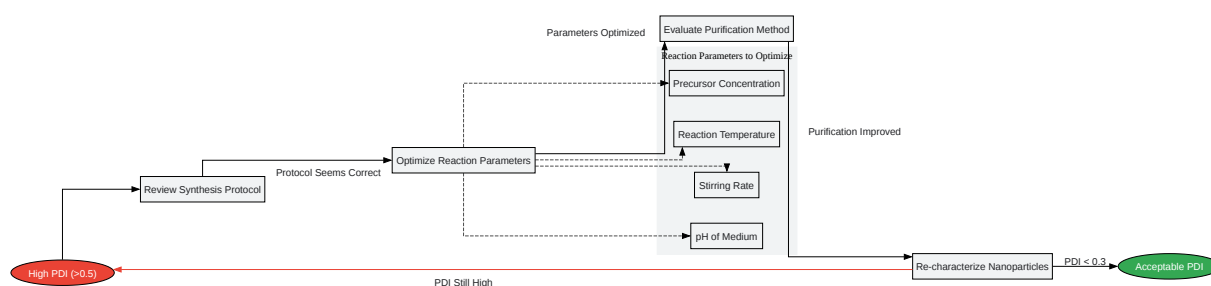 Parameters Optimized
Evaluate Purification Method
Reaction Parameters to Optimize
Precursor Concentration
Reaction Temperature
Purification Improved
Optimize Reaction Parameters
Protocol Seems Correct
Review Synthesis Protocol
Stirring Rate
pH of Medium
High PDI (>0.5)
PDI Still High
Re-characterize Nanoparticles
PDI < 0.3
Acceptable PDI